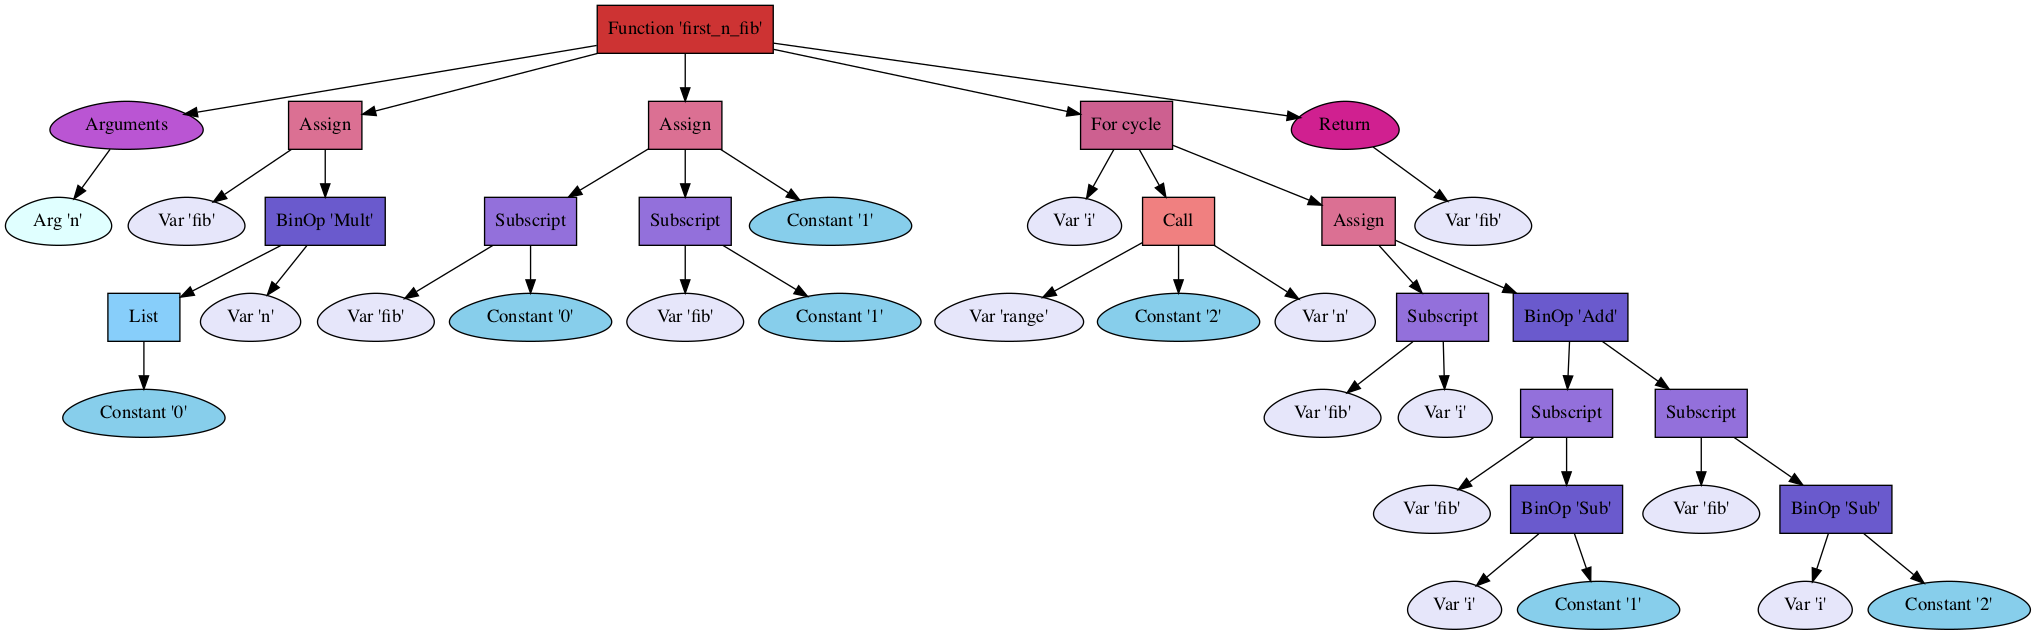 Function 'first_n_fib'
Arguments
Assign
Assign
For cycle
Return
Arg 'n'
Var 'fib'
BinOp 'Mult'
Subscript
Subscript
Constant '1'
Var 'i'
Call
Assign
Var 'fib'
List
Var 'n'
Var 'fib'
Constant '0'
Var 'fib'
Constant '1'
Var 'range'
Constant '2'
Var 'n'
Subscript
BinOp 'Add'
Constant '0'
Var 'fib'
Var 'i'
Subscript
Subscript
Var 'fib'
BinOp 'Sub'
Var 'fib'
BinOp 'Sub'
Var 'i'
Constant '1'
Var 'i'
Constant '2'